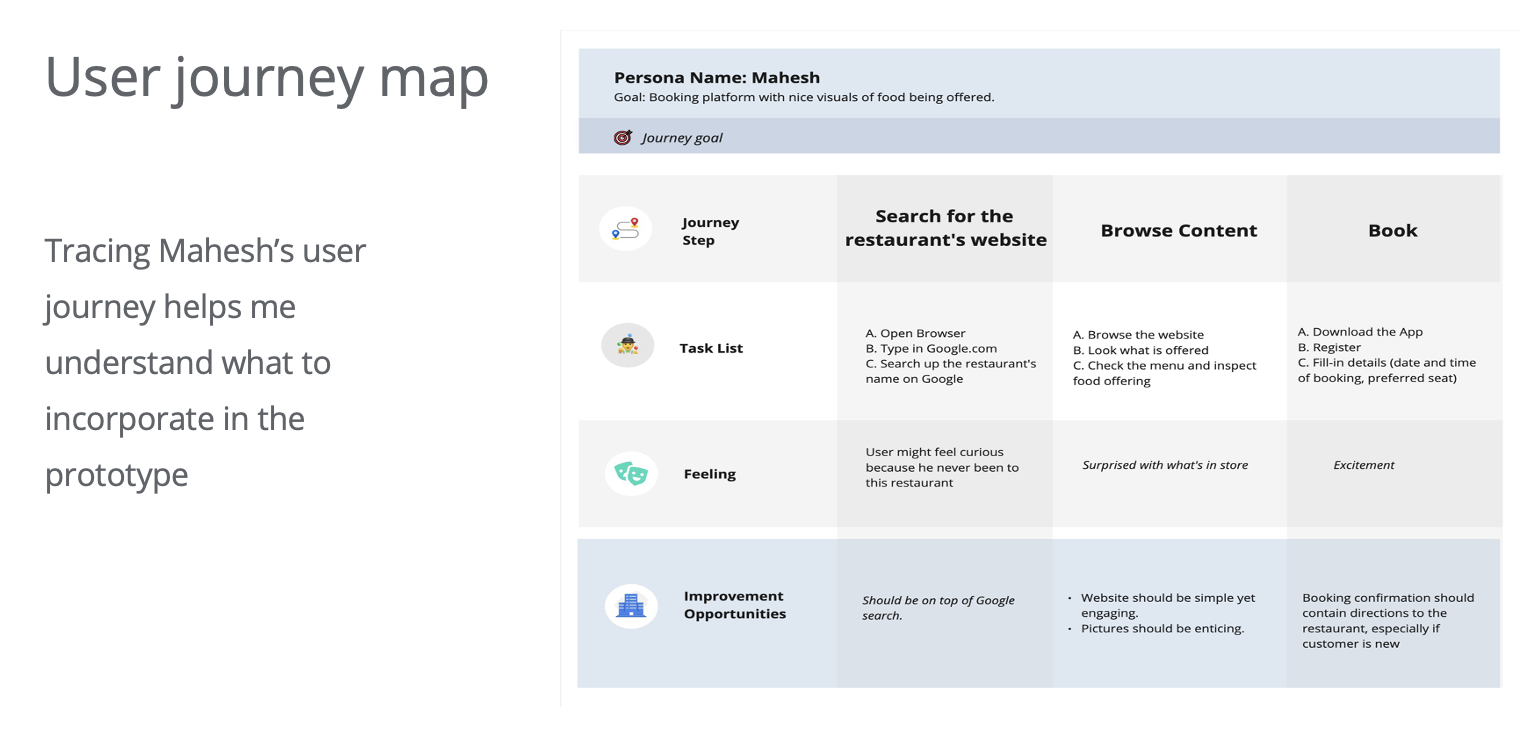 User journey map
Tracing Mahesh’s user
journey helps me
understand what to
incorporate in the
prototype
Persona Name: Mahesh
Goal: Booking platform with nice visuals of food being offered.
Journey goal
Journey
Step
Search for the
restaurant's website
Browse Content
Book
Task List
A. Open Browser
B. Type in Google.com
C. Search up the restaurant's
name on Google
A. Browse the website
B. Look what is offered
C. Check the menu and inspect
food offering
A. Download the App
B. Register
C. Fill-in details (date and time
of booking, preferred seat)
Feeling
User might feel curious
because he never been to
this restaurant
Surprised with what's in store
Excitement
Improvement
Opportunities
Should be on top of Google
search.
• Website should be simple yet
engaging.
• Pictures should be enticing.
Booking confirmation should
contain directions to the
restaurant, especially if
customer is new